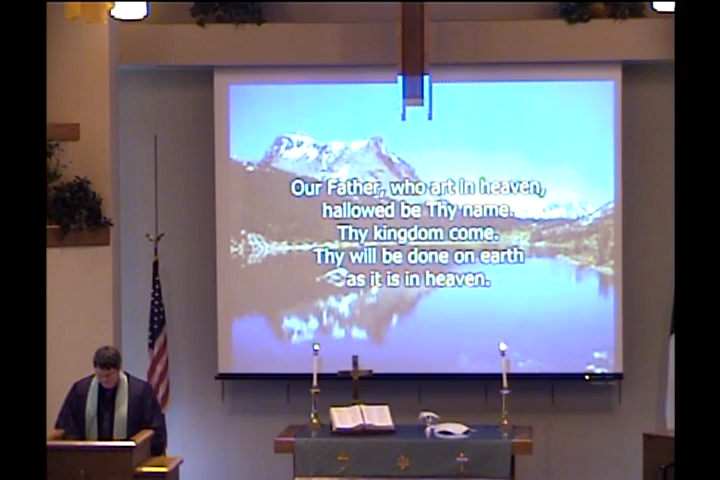 Our Father, who art in heaven,
hallowed be Thy name.
Thy kingdom come.
Thy will be done on earth
as it is in heaven.